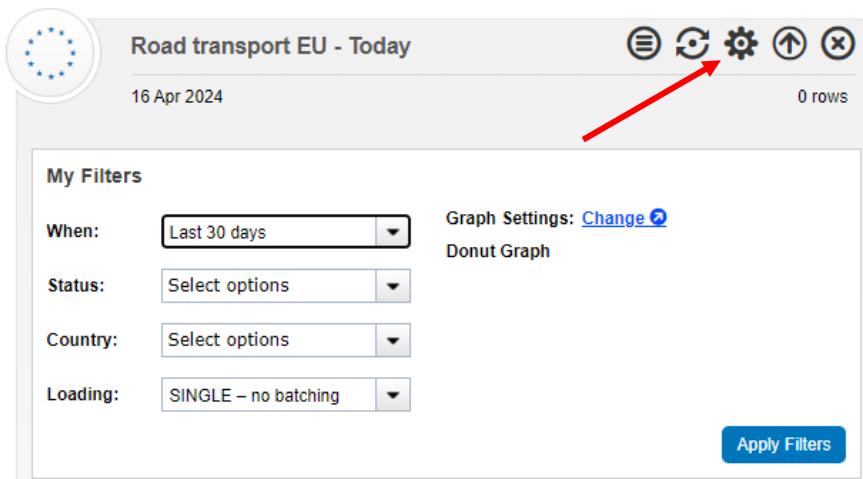 Road transport EU - Today
16 Apr 2024 0 rows
My Filters
When: Last 30 days
Graph Settings: Change
Donut Graph
Status: Select options
Country: Select options
Loading: SINGLE – no batching
Apply Filters